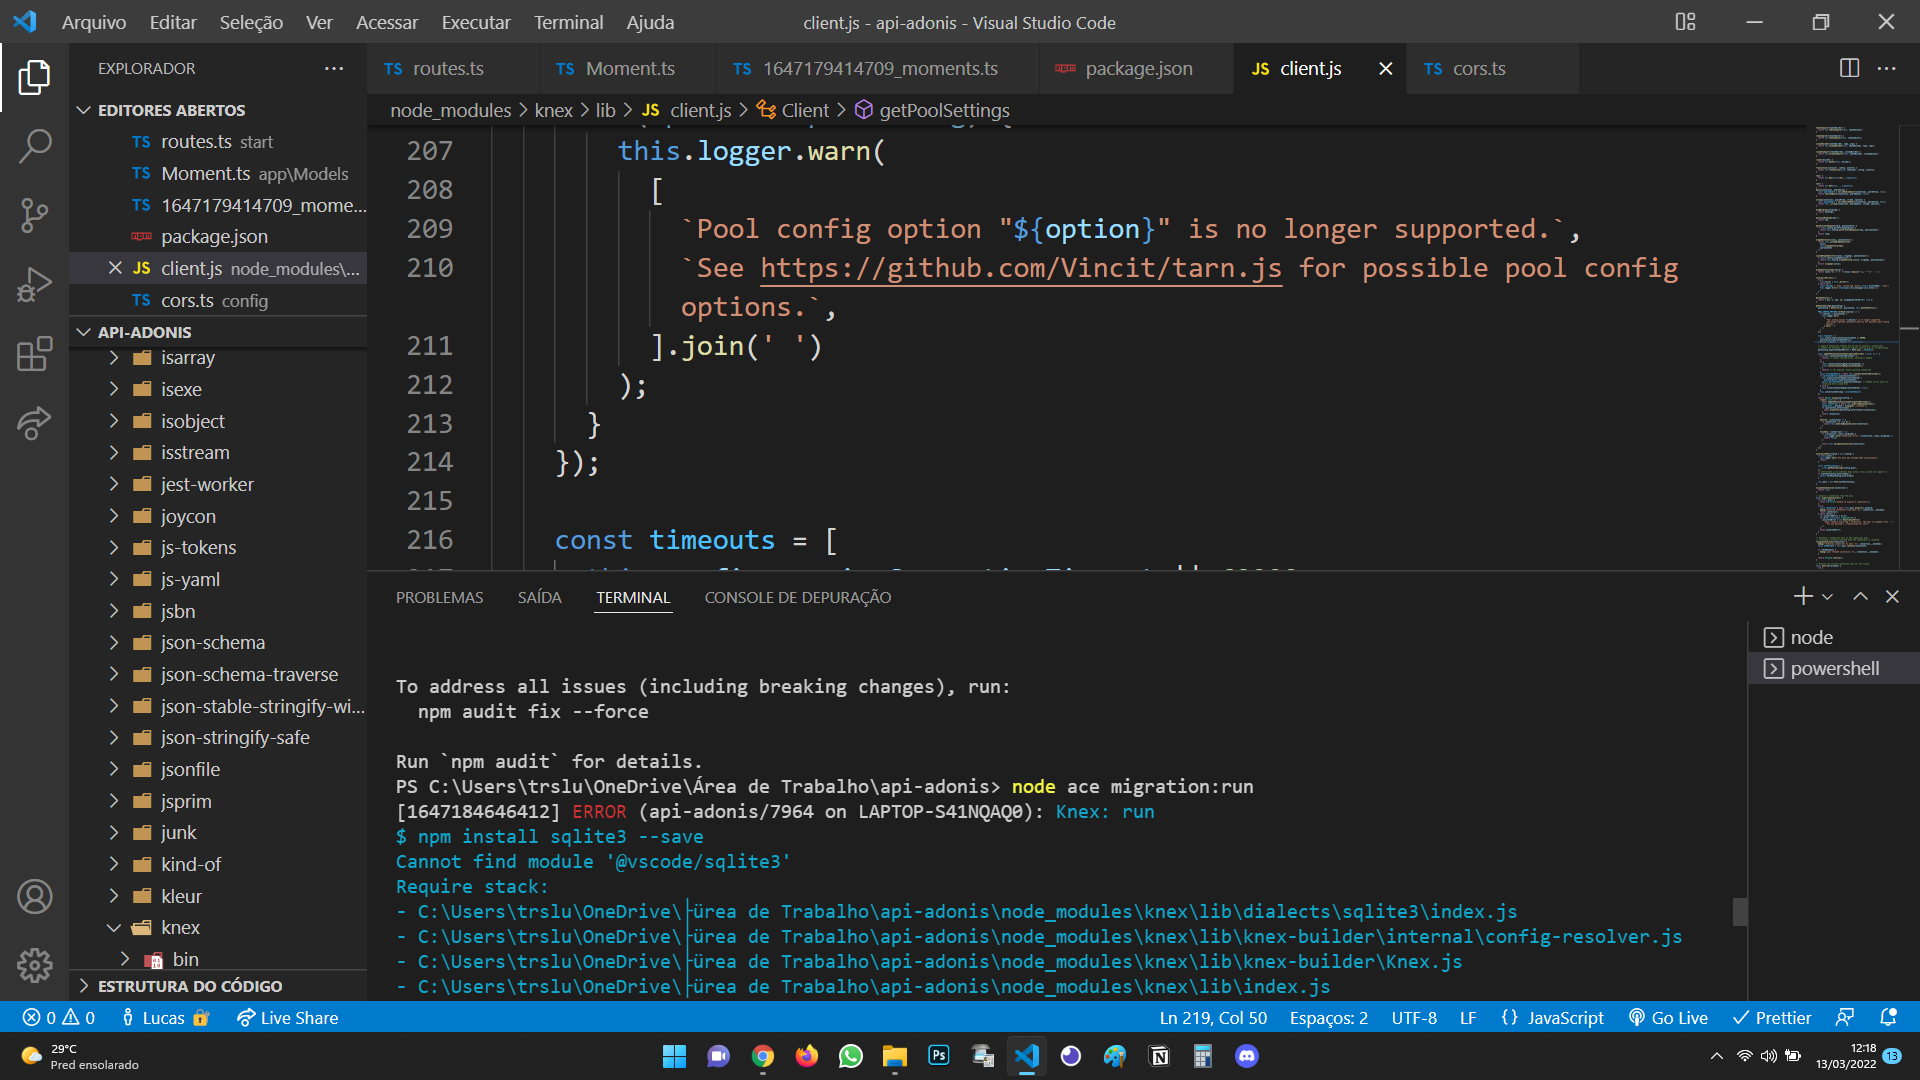 Arquivo Editar Seleção Ver Acessar Executar Terminal Ajuda
client.js - api-adonis - Visual Studio Code
EXPLORADOR
TS routes.ts
TS Moment.ts
TS 1647179414709_moments.ts
package.json
JS client.js
TS cors.ts
EDITORES ABERTOS
TS routes.ts start
TS Moment.ts app\Models
TS 1647179414709_mome...
package.json
JS client.js node_modules\...
TS cors.ts config
API-ADONIS
isarray
isexe
isobject
isstream
jest-worker
joycon
js-tokens
js-yaml
jsbn
json-schema
json-schema-traverse
json-stable-stringify-wi...
json-stringify-safe
jsonfile
jsprim
junk
kind-of
kleur
knex
bin
ESTRUTURA DO CÓDIGO
node_modules > knex > lib > JS client.js > Client > getPoolSettings
207 this.logger.warn(
208 [
209 `Pool config option "${option}" is no longer supported.`,
210 `See https://github.com/Vincit/tarn.js for possible pool config
options.`,
211 ].join(' ')
212 );
213 }
214 });
215
216 const timeouts = [
PROBLEMAS SAÍDA TERMINAL CONSOLE DE DEPURAÇÃO
node
powershell
To address all issues (including breaking changes), run:
npm audit fix --force
Run `npm audit` for details.
PS C:\Users\trslu\OneDrive\Área de Trabalho\api-adonis> node ace migration:run
[1647184646412] ERROR (api-adonis/7964 on LAPTOP-S41NQAQ0): Knex: run
$ npm install sqlite3 --save
Cannot find module '@vscode/sqlite3'
Require stack:
- C:\Users\trslu\OneDrive\├ürea de Trabalho\api-adonis\node_modules\knex\lib\dialects\sqlite3\index.js
- C:\Users\trslu\OneDrive\├ürea de Trabalho\api-adonis\node_modules\knex\lib\knex-builder\internal\config-resolver.js
- C:\Users\trslu\OneDrive\├ürea de Trabalho\api-adonis\node_modules\knex\lib\knex-builder\Knex.js
- C:\Users\trslu\OneDrive\├ürea de Trabalho\api-adonis\node_modules\knex\lib\index.js
0 0 Lucas Live Share
Ln 219, Col 50 Espaços: 2 UTF-8 LF {} JavaScript Go Live Prettier
29°C
Pred ensolarado
Ps
12:18
13/03/2022
13